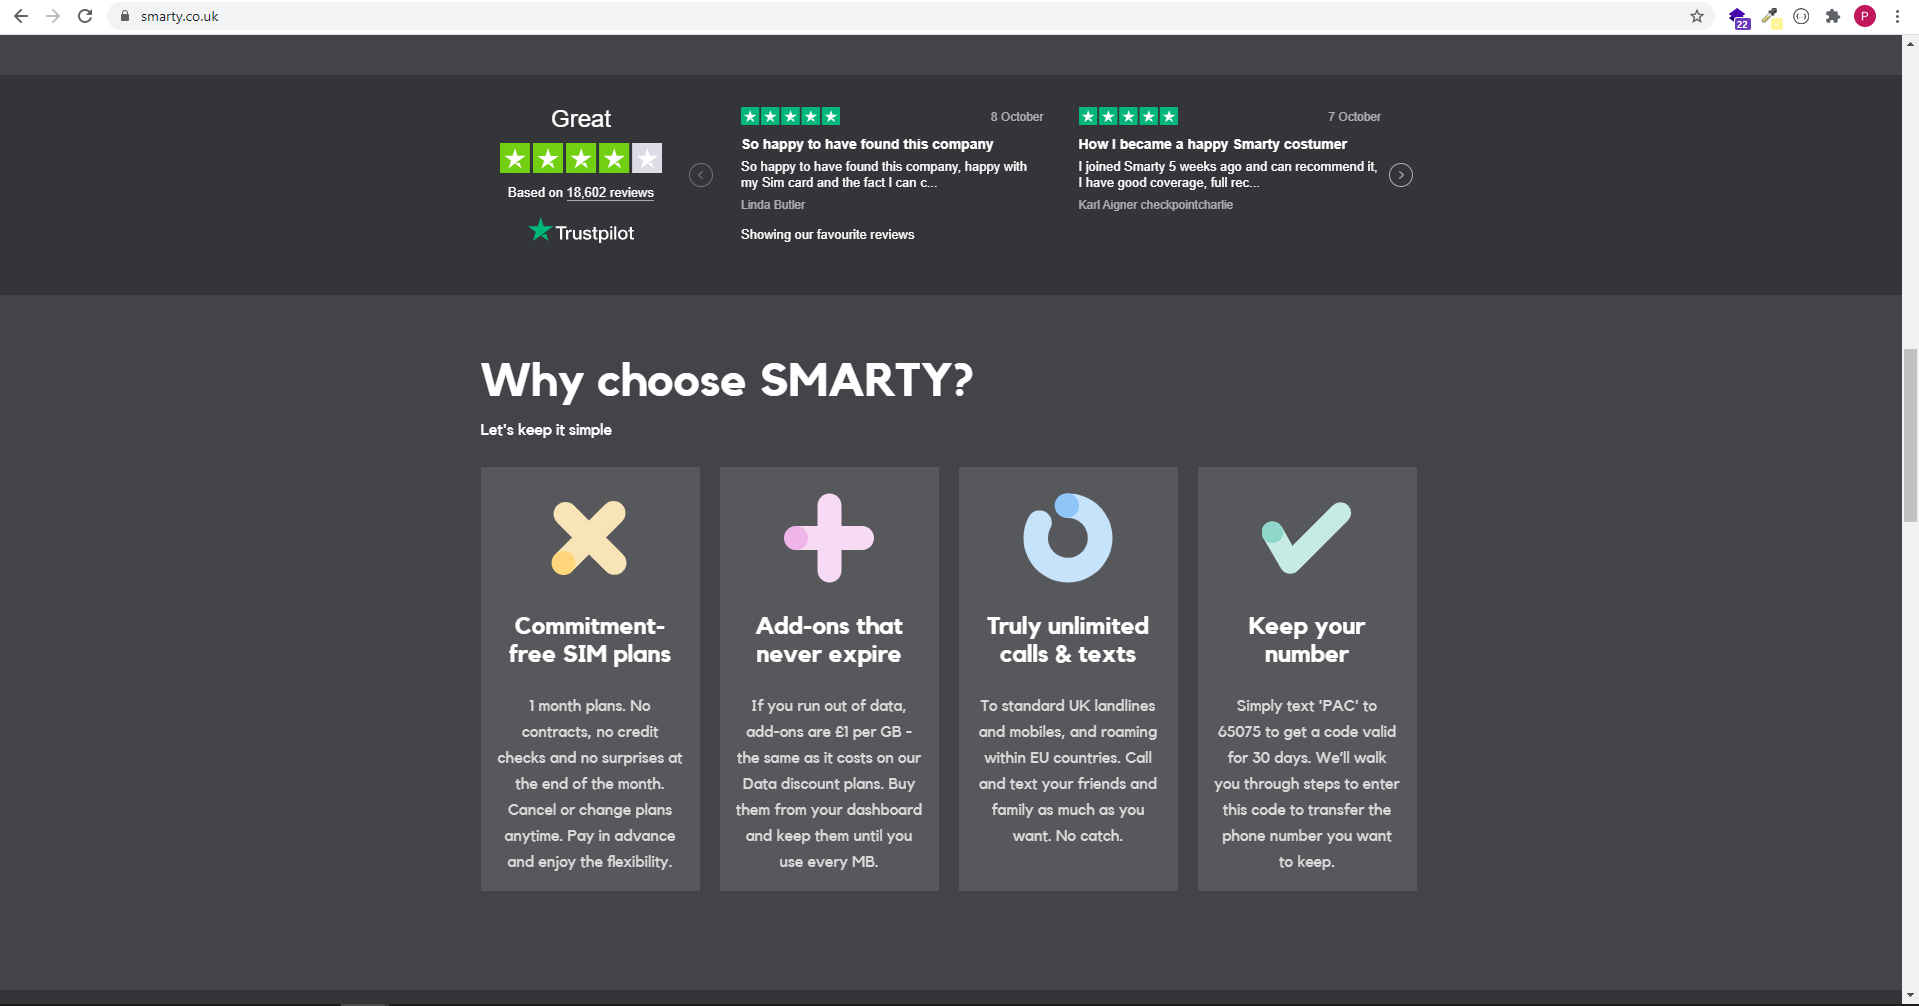 smarty.co.uk
22
P
Great
Based on 18,602 reviews
Trustpilot
8 October
So happy to have found this company
So happy to have found this company, happy with
my Sim card and the fact I can c...
Linda Butler
Showing our favourite reviews
7 October
How I became a happy Smarty costumer
I joined Smarty 5 weeks ago and can recommend it,
I have good coverage, full rec...
Karl Aigner checkpointcharlie
Why choose SMARTY?
Let's keep it simple
Commitment-
free SIM plans
1 month plans. No
contracts, no credit
checks and no surprises at
the end of the month.
Cancel or change plans
anytime. Pay in advance
and enjoy the flexibility.
Add-ons that
never expire
If you run out of data,
add-ons are £1 per GB -
the same as it costs on our
Data discount plans. Buy
them from your dashboard
and keep them until you
use every MB.
Truly unlimited
calls & texts
To standard UK landlines
and mobiles, and roaming
within EU countries. Call
and text your friends and
family as much as you
want. No catch.
Keep your
number
Simply text 'PAC' to
65075 to get a code valid
for 30 days. We'll walk
you through steps to enter
this code to transfer the
phone number you want
to keep.